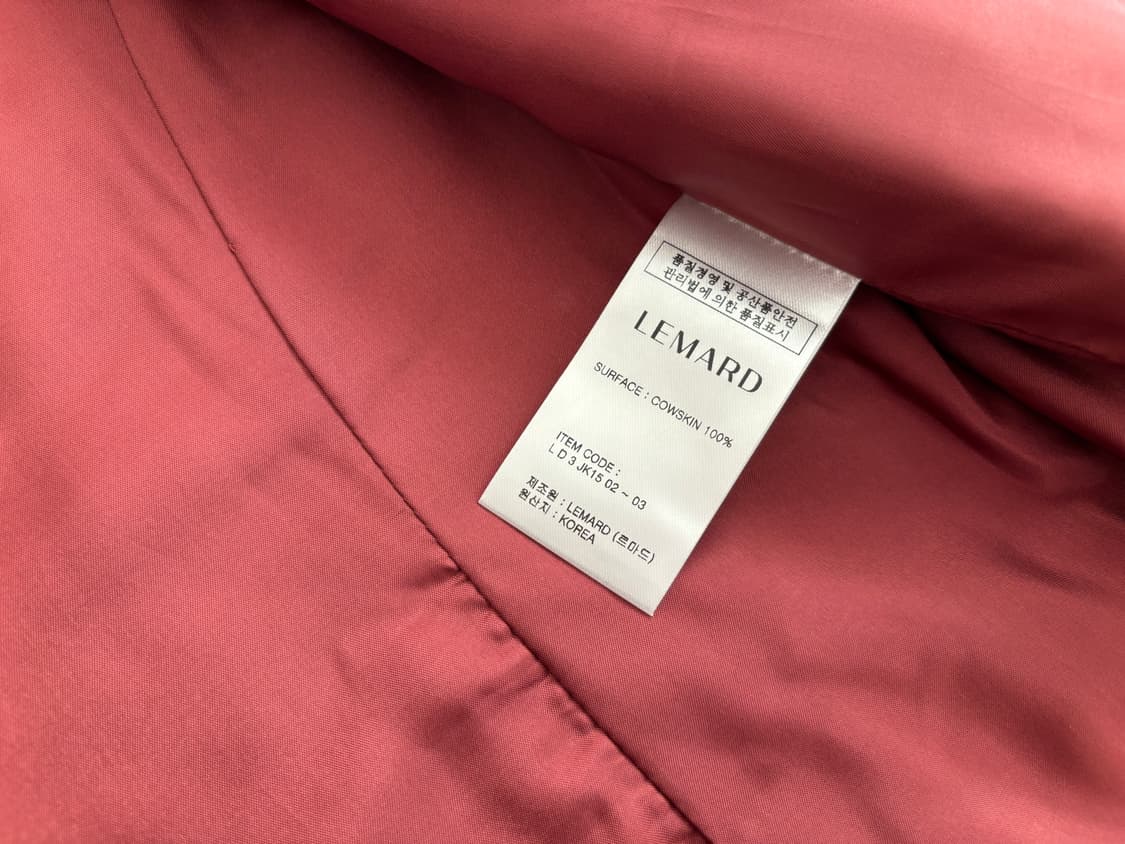 품질경영 및 공산품안전
관리법에 의한 품질표시
LEMARD
SURFACE : COWSKIN 100%
ITEM CODE :
L D 3 JK15 02 ~ 03
제조원 : LEMARD (르마드)
원산지 : KOREA